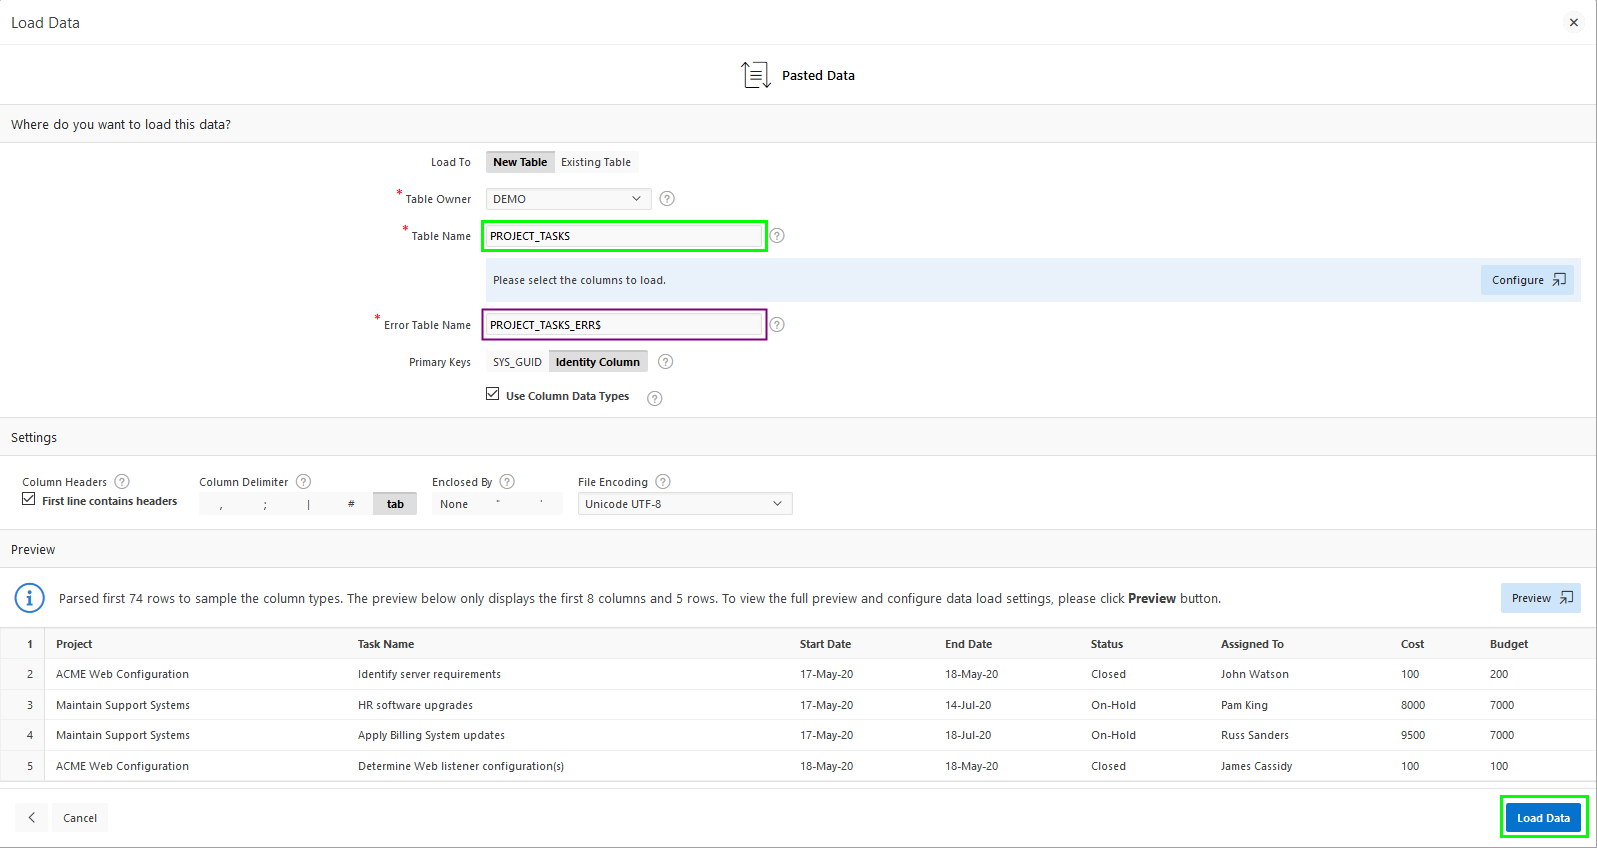 Load Data
Pasted Data
Where do you want to load this data?
Load To New Table Existing Table
* Table Owner DEMO
* Table Name PROJECT_TASKS
Please select the columns to load. Configure
* Error Table Name PROJECT_TASKS_ERR$
Primary Keys SYS_GUID Identity Column
Use Column Data Types
Settings
Column Headers Column Delimiter Enclosed By File Encoding
First line contains headers , ; | # tab None " ' Unicode UTF-8
Preview
Parsed first 74 rows to sample the column types. The preview below only displays the first 8 columns and 5 rows. To view the full preview and configure data load settings, please click Preview button. Preview
1 Project Task Name Start Date End Date Status Assigned To Cost Budget
2 ACME Web Configuration Identify server requirements 17-May-20 18-May-20 Closed John Watson 100 200
3 Maintain Support Systems HR software upgrades 17-May-20 14-Jul-20 On-Hold Pam King 8000 7000
4 Maintain Support Systems Apply Billing System updates 17-May-20 18-Jul-20 On-Hold Russ Sanders 9500 7000
5 ACME Web Configuration Determine Web listener configuration(s) 18-May-20 18-May-20 Closed James Cassidy 100 100
Cancel Load Data